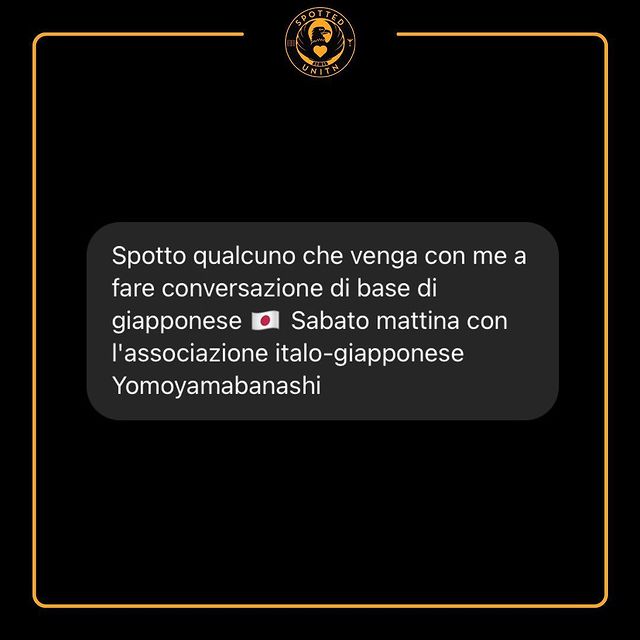 SPOTTED
UNITN
Spotto qualcuno che venga con me a
fare conversazione di base di
giapponese 🇯🇵 Sabato mattina con
l'associazione italo-giapponese
Yomoyamabanashi